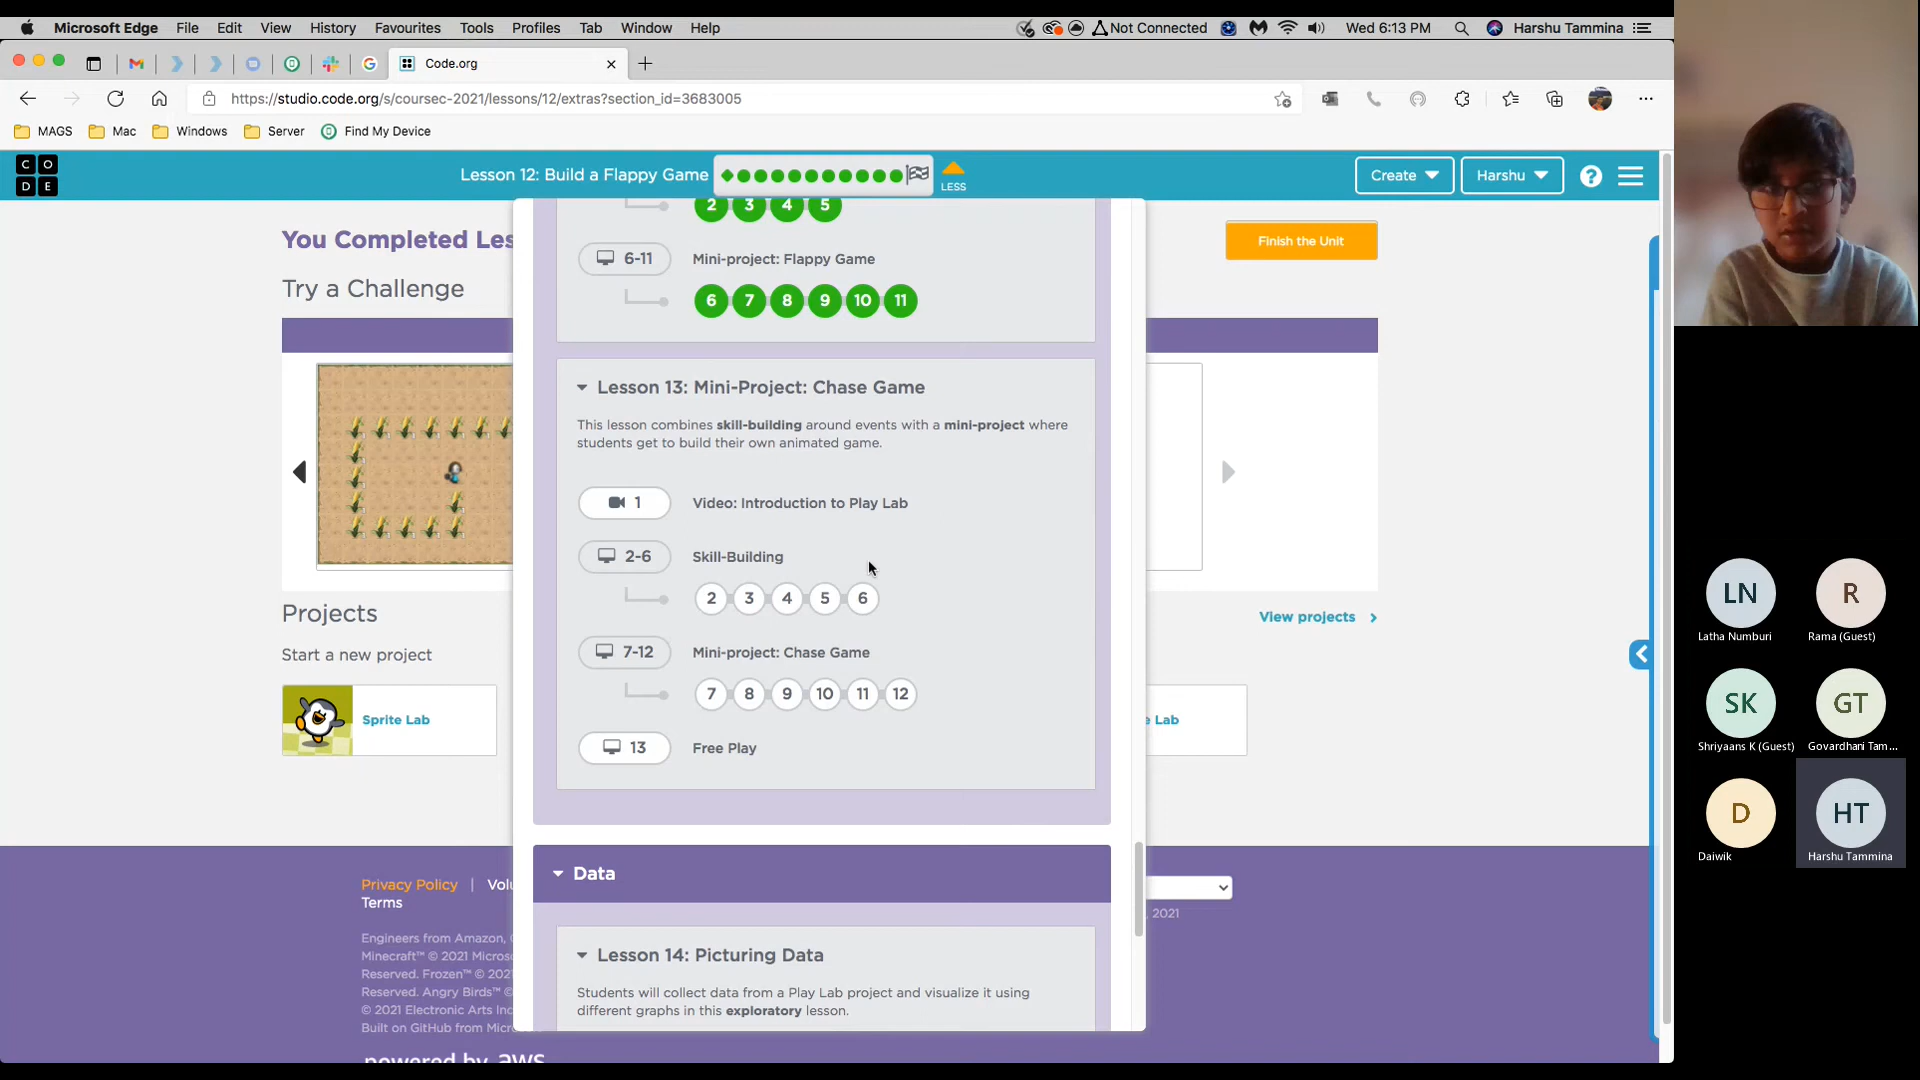 Microsoft Edge File Edit View History Favourites Tools Profiles Tab Window Help Not Connected Wed 6:13 PM Harshu Tammina
Code.org
https://studio.code.org/s/coursec-2021/lessons/12/extras?section_id=3683005
MAGS Mac Windows Server Find My Device
C O
D E
Lesson 12: Build a Flappy Game
LESS
Create
Harshu
You Completed Les
Finish the Unit
Try a Challenge
2 3 4 5
6-11 Mini-project: Flappy Game
6 7 8 9 10 11
Lesson 13: Mini-Project: Chase Game
This lesson combines skill-building around events with a mini-project where
students get to build their own animated game.
1 Video: Introduction to Play Lab
2-6 Skill-Building
2 3 4 5 6
7-12 Mini-project: Chase Game
7 8 9 10 11 12
13 Free Play
Data
Lesson 14: Picturing Data
Students will collect data from a Play Lab project and visualize it using
different graphs in this exploratory lesson.
Projects
View projects
Start a new project
Sprite Lab
e Lab
Privacy Policy | Volu
Terms
, 2021
Engineers from Amazon, G
Minecraft™ © 2021 Microso
Reserved. Frozen™ © 2021
Reserved. Angry Birds™ ©
© 2021 Electronic Arts Inc
Built on GitHub from Micro
powered by aws
LN
Latha Numburi
R
Rama (Guest)
SK
Shriyaans K (Guest)
GT
Govardhani Tam...
D
Daiwik
HT
Harshu Tammina